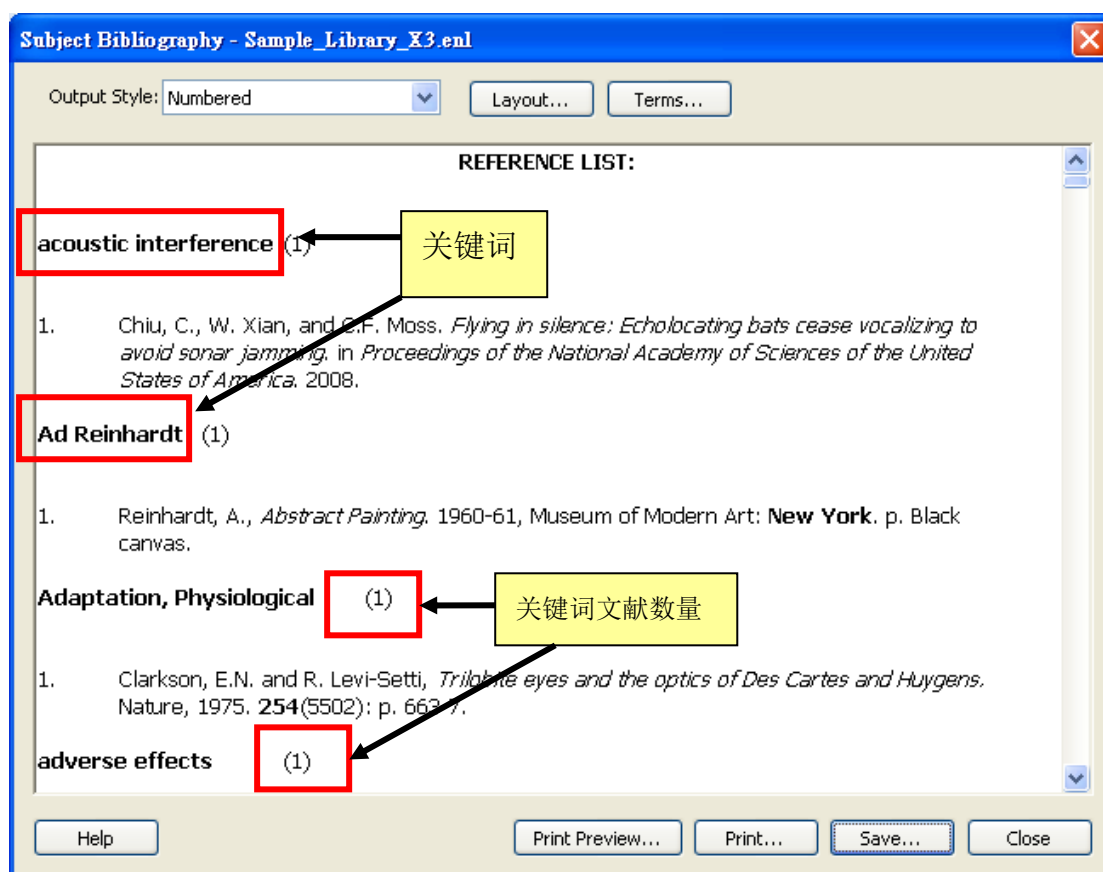 Subject Bibliography - Sample_Library_X3.enl
Output Style: Numbered Layout... Terms...
REFERENCE LIST:
acoustic interference (1)
关键词
1. Chiu, C., W. Xian, and C.F. Moss. Flying in silence: Echolocating bats cease vocalizing to
avoid sonar jamming. in Proceedings of the National Academy of Sciences of the United
States of America. 2008.
Ad Reinhardt (1)
1. Reinhardt, A., Abstract Painting. 1960-61, Museum of Modern Art: New York. p. Black
canvas.
Adaptation, Physiological (1)
关键词文献数量
1. Clarkson, E.N. and R. Levi-Setti, Trilobite eyes and the optics of Des Cartes and Huygens.
Nature, 1975. 254(5502): p. 663-7.
adverse effects (1)
Help Print Preview... Print... Save... Close